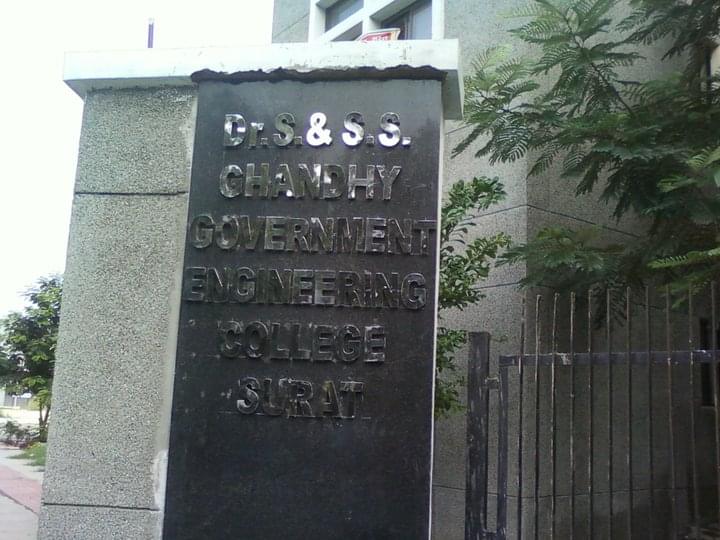 Dr.S.& S.S.
GHANDHY
GOVERNMENT
ENGINEERING
COLLEGE
SURAT